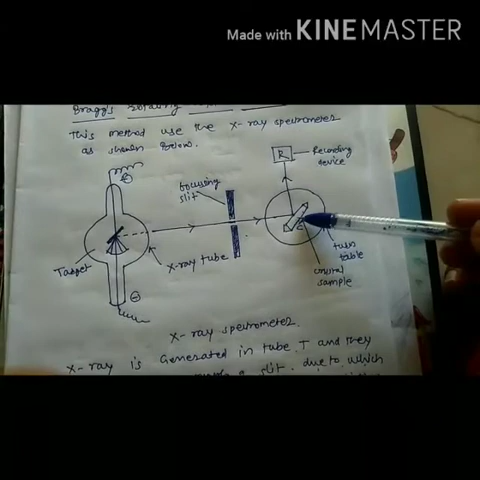 Made with KINEMASTER
Bragg's Rotating
This method use the X-ray spectrometer
as shown below.
R
Recording
device
focussing
slit
Target
X-ray tube
turn
table
crystal
sample
X-ray spectrometer.
X-ray is Generated in tube T and they
a slit. due to which